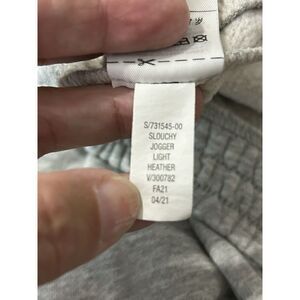 S/731545-00
SLOUCHY
JOGGER
LIGHT
HEATHER
V/300782
FA21
04/21